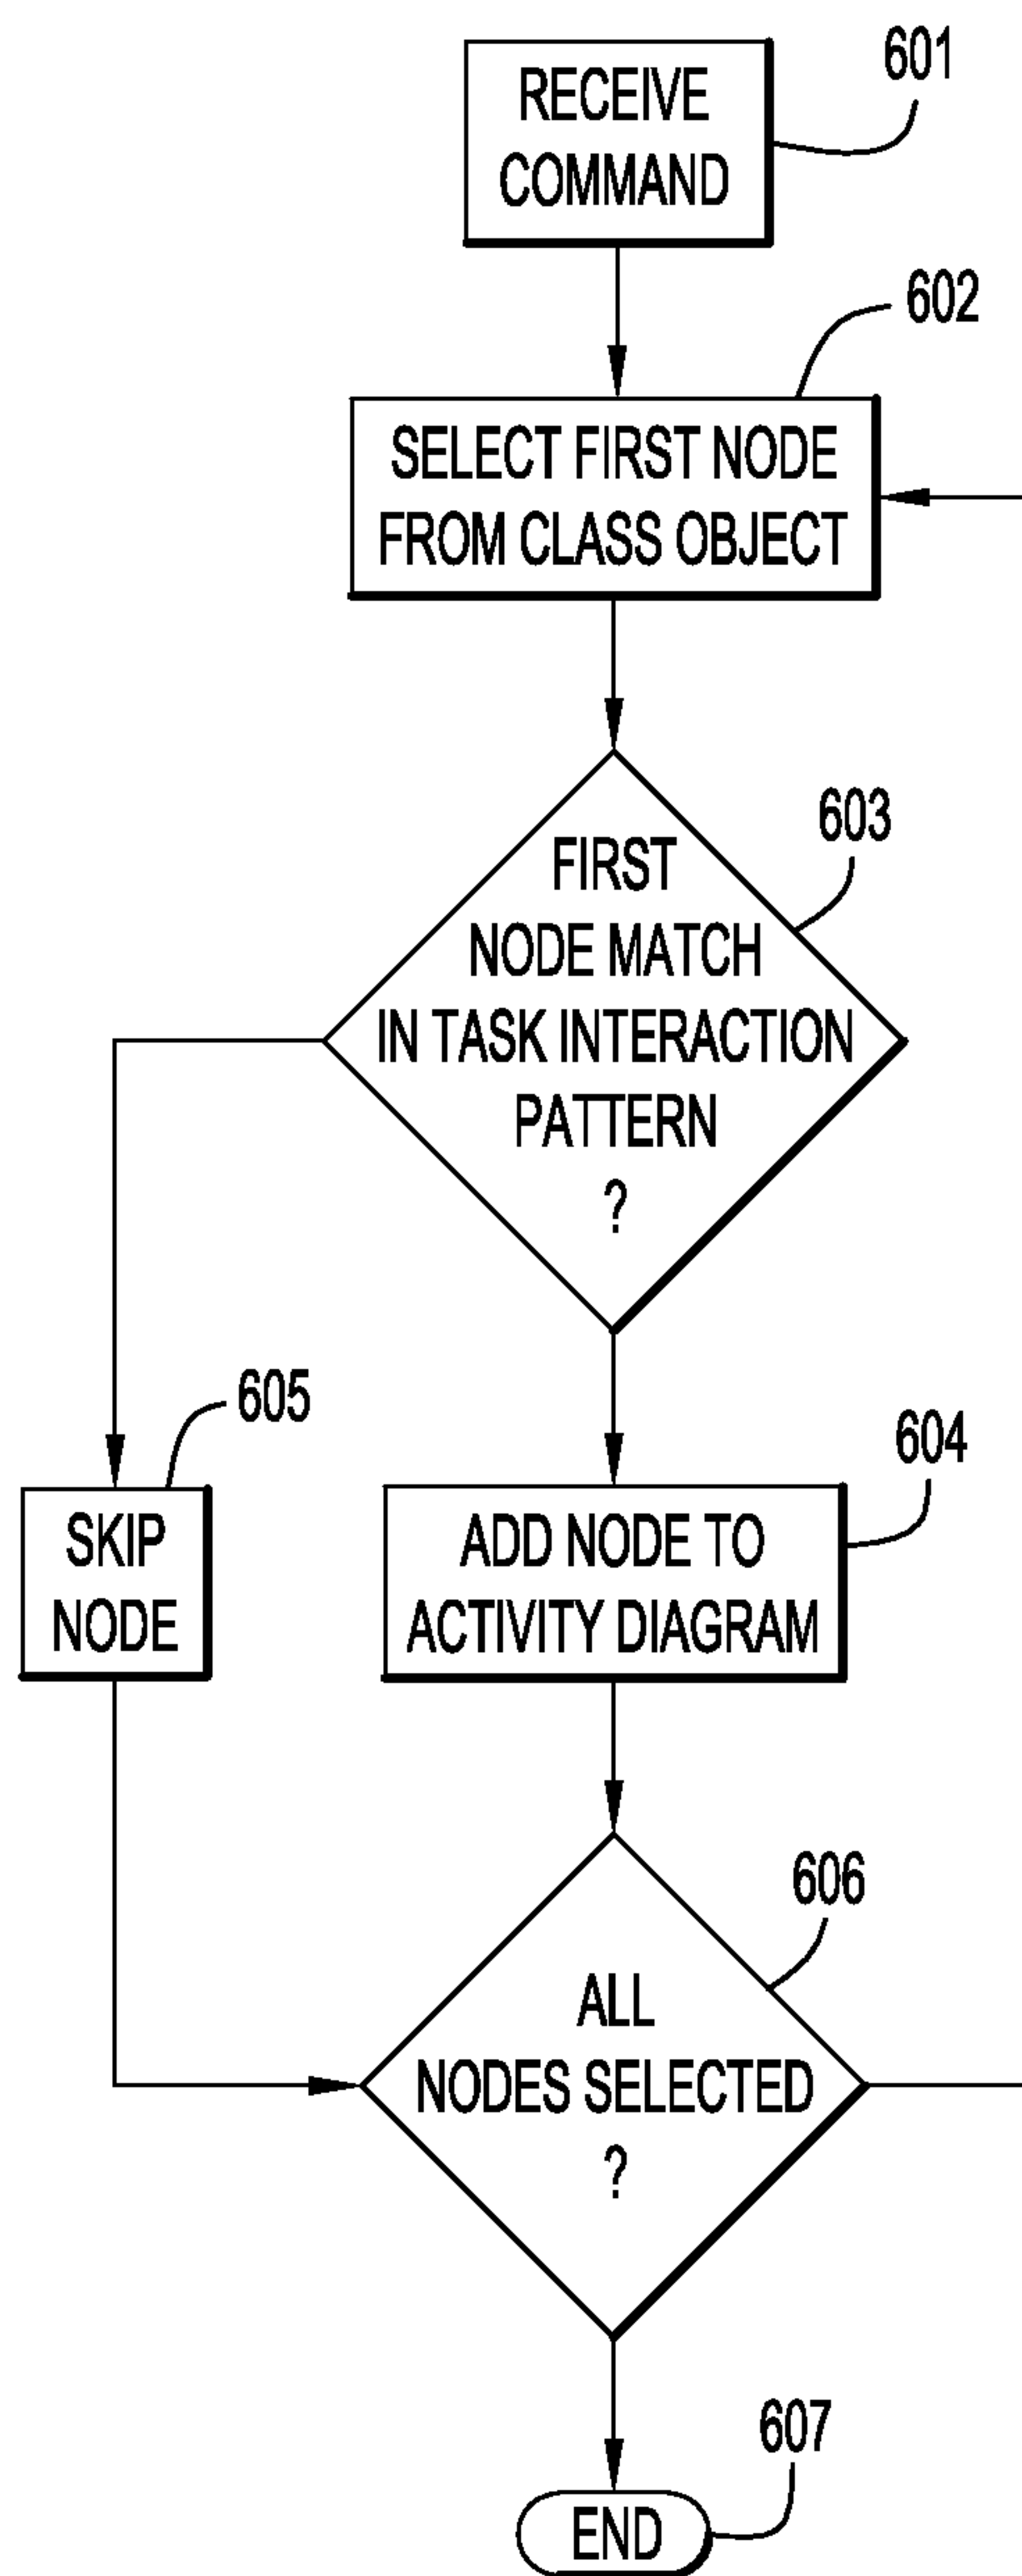 601
RECEIVE
COMMAND
602
SELECT FIRST NODE
FROM CLASS OBJECT
603
FIRST
NODE MATCH
IN TASK INTERACTION
PATTERN
?
605
SKIP
NODE
604
ADD NODE TO
ACTIVITY DIAGRAM
606
ALL
NODES SELECTED
?
607
END